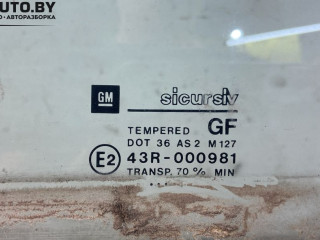 UTO.BY
АВТОРАЗБОРКА
GM sicursiv
TEMPERED GF
DOT 36 AS2 M127
E2 43R-000981
TRANSP. 70% MIN